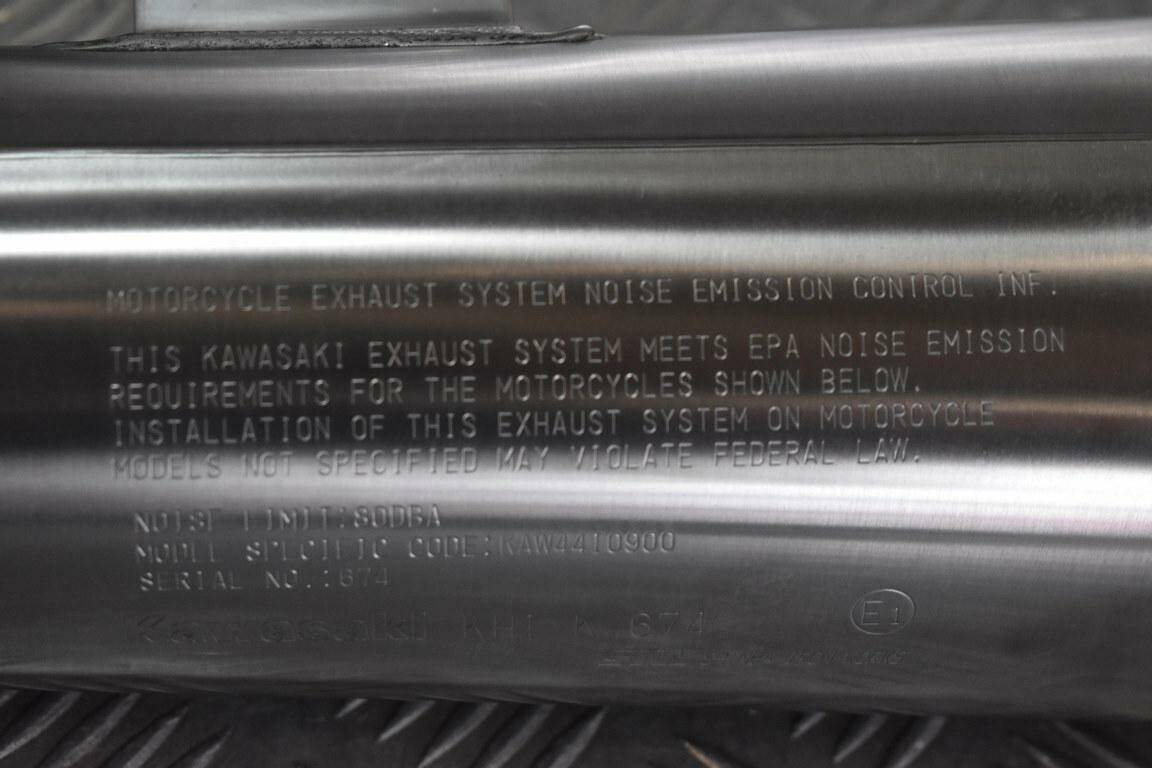 MOTORCYCLE EXHAUST SYSTEM NOISE EMISSION CONTROL INF.
THIS KAWASAKI EXHAUST SYSTEM MEETS EPA NOISE EMISSION
REQUIREMENTS FOR THE MOTORCYCLES SHOWN BELOW.
INSTALLATION OF THIS EXHAUST SYSTEM ON MOTORCYCLE
MODELS NOT SPECIFIED MAY VIOLATE FEDERAL LAW.
NOISE LIMIT:80DBA
MODEL SPECIFIC CODE:KAW4410900
SERIAL NO.:674
Kawasaki KHI K 674
E1